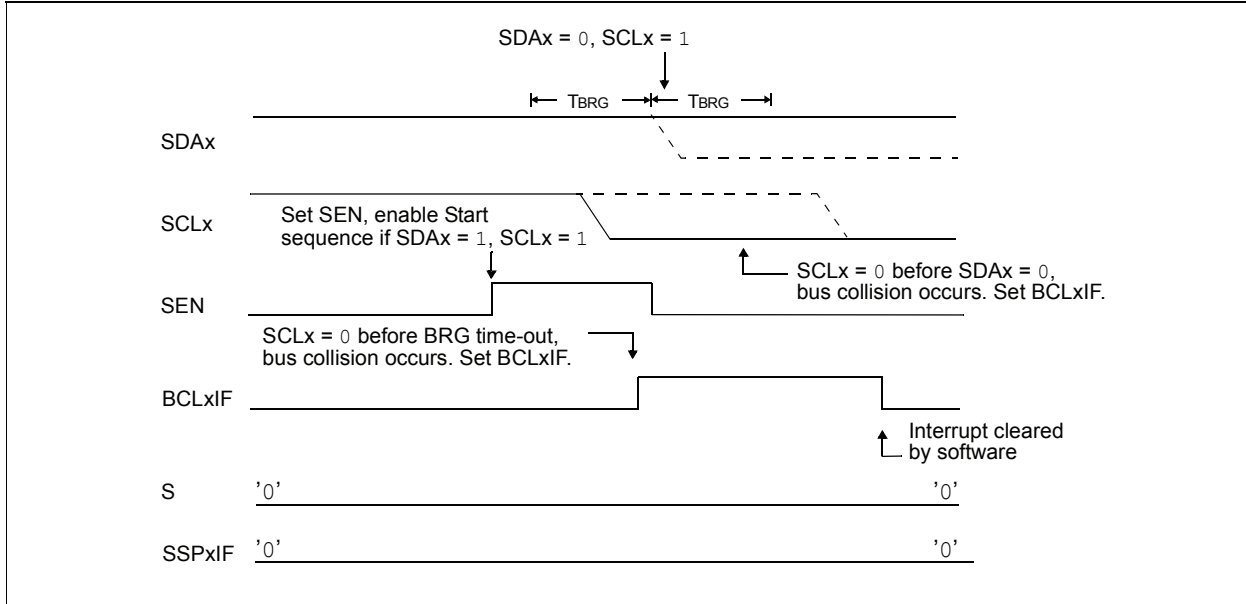 SDAx = 0, SCLx = 1
TBRG TBRG
SDAx
SCLx
Set SEN, enable Start
sequence if SDAx = 1, SCLx = 1
SCLx = 0 before SDAx = 0,
bus collision occurs. Set BCLxIF.
SEN
SCLx = 0 before BRG time-out,
bus collision occurs. Set BCLxIF.
BCLxIF
Interrupt cleared
by software
S '0' '0'
SSPxIF '0' '0'